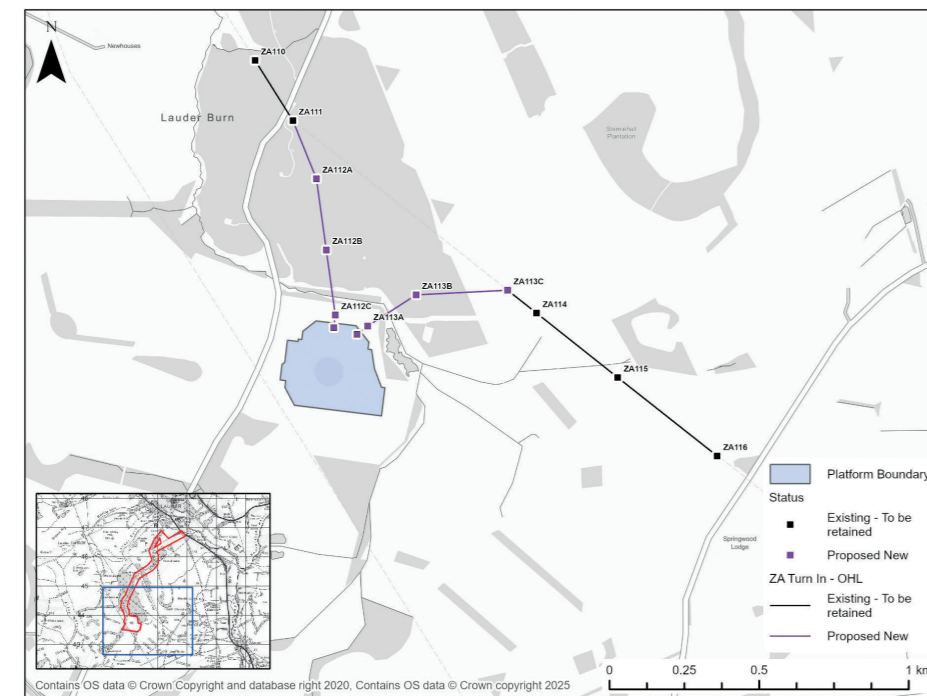 N
Newhouses
ZA110
Lauder Burn
ZA111
Stonehall
Plantation
ZA112A
ZA112B
ZA113C
ZA113B
ZA114
ZA112C
ZA113A
ZA115
ZA116
Platform Boundary
Status
Existing - To be
retained
Proposed New
Springwood
Lodge
ZA Turn In - OHL
Existing - To be
retained
Proposed New
0 0.25 0.5 1 km
Contains OS data © Crown Copyright and database right 2020, Contains OS data © Crown copyright 2025